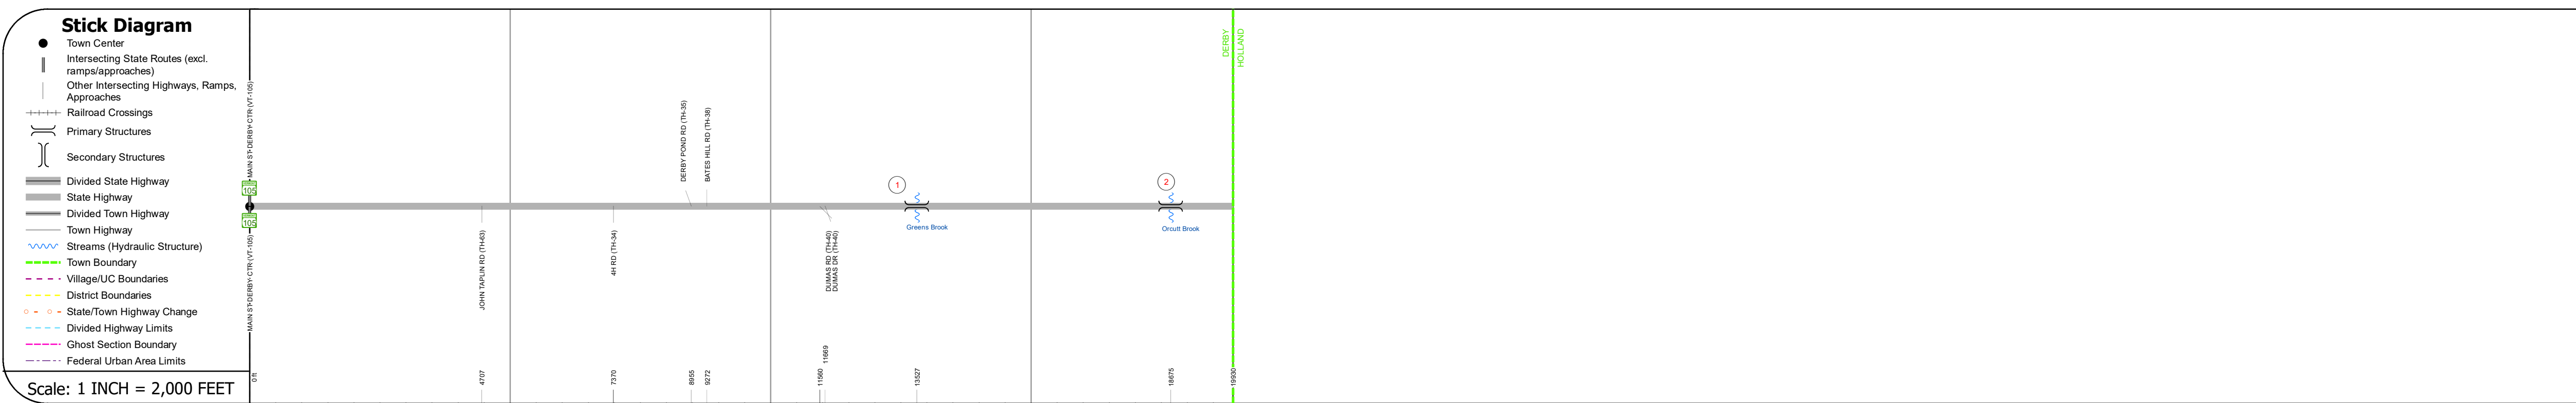 Stick Diagram
Town Center
Intersecting State Routes (excl.
ramps/approaches)
Other Intersecting Highways, Ramps,
Approaches
Railroad Crossings
Primary Structures
Secondary Structures
Divided State Highway
State Highway
Divided Town Highway
Town Highway
Streams (Hydraulic Structure)
Town Boundary
Village/UC Boundaries
District Boundaries
State/Town Highway Change
Divided Highway Limits
Ghost Section Boundary
Federal Urban Area Limits
Scale: 1 INCH = 2,000 FEET
MAIN ST-DERBY CTR (VT-105)
105
105
MAIN ST-DERBY CTR (VT-105)
0 ft
JOHN TAPLIN RD (TH-63)
4707
4H RD (TH-34)
7370
DERBY POND RD (TH-35)
8955
BATES HILL RD (TH-38)
9272
DUMAS RD (TH-40)
DUMAS DR (TH-40)
11560
11669
1
Greens Brook
13527
2
Orcutt Brook
18675
DERBY
HOLLAND
19930